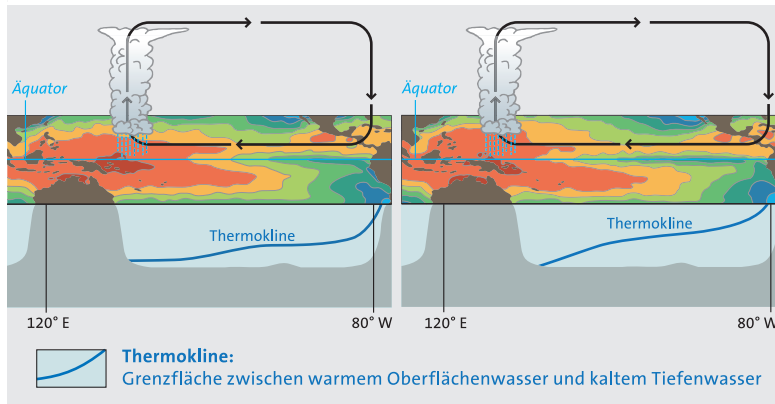 Äquator
Äquator
Thermokline
Thermokline
120° E
80° W
120° E
80° W
Thermokline:
Grenzfläche zwischen warmem Oberflächenwasser und kaltem Tiefenwasser